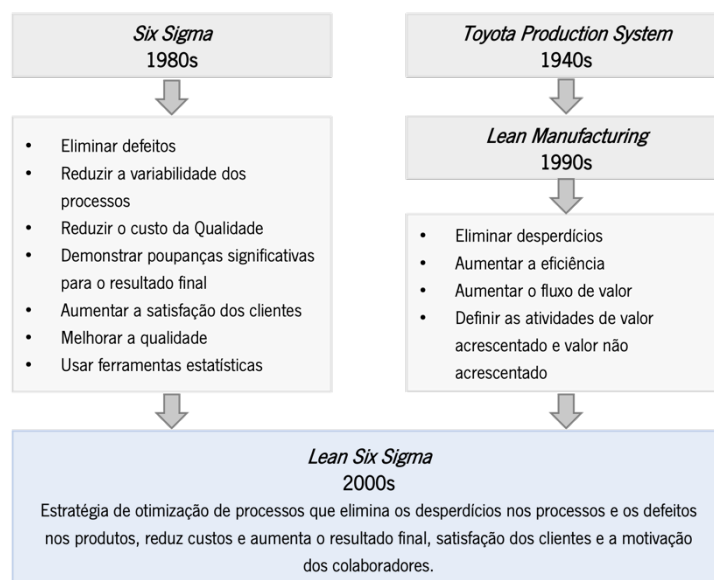 Six Sigma
1980s
• Eliminar defeitos
• Reduzir a variabilidade dos
processos
• Reduzir o custo da Qualidade
• Demonstrar poupanças significativas
para o resultado final
• Aumentar a satisfação dos clientes
• Melhorar a qualidade
• Usar ferramentas estatísticas
Toyota Production System
1940s
Lean Manufacturing
1990s
• Eliminar desperdícios
• Aumentar a eficiência
• Aumentar o fluxo de valor
• Definir as atividades de valor
acrescentado e valor não
acrescentado
Lean Six Sigma
2000s
Estratégia de otimização de processos que elimina os desperdícios nos processos e os defeitos
nos produtos, reduz custos e aumenta o resultado final, satisfação dos clientes e a motivação
dos colaboradores.